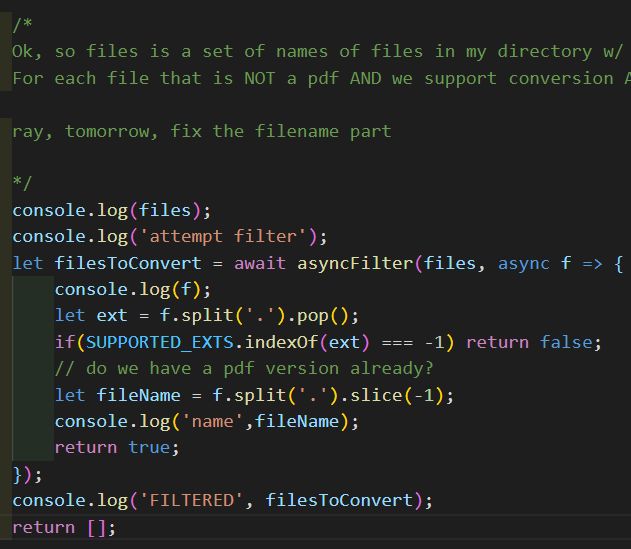 /*
Ok, so files is a set of names of files in my directory w/
For each file that is NOT a pdf AND we support conversion A
ray, tomorrow, fix the filename part
*/
console.log(files);
console.log('attempt filter');
let filesToConvert = await asyncFilter(files, async f => {
console.log(f);
let ext = f.split('.').pop();
if(SUPPORTED_EXTS.indexOf(ext) === -1) return false;
// do we have a pdf version already?
let fileName = f.split('.').slice(-1);
console.log('name',fileName);
return true;
});
console.log('FILTERED', filesToConvert);
return [];